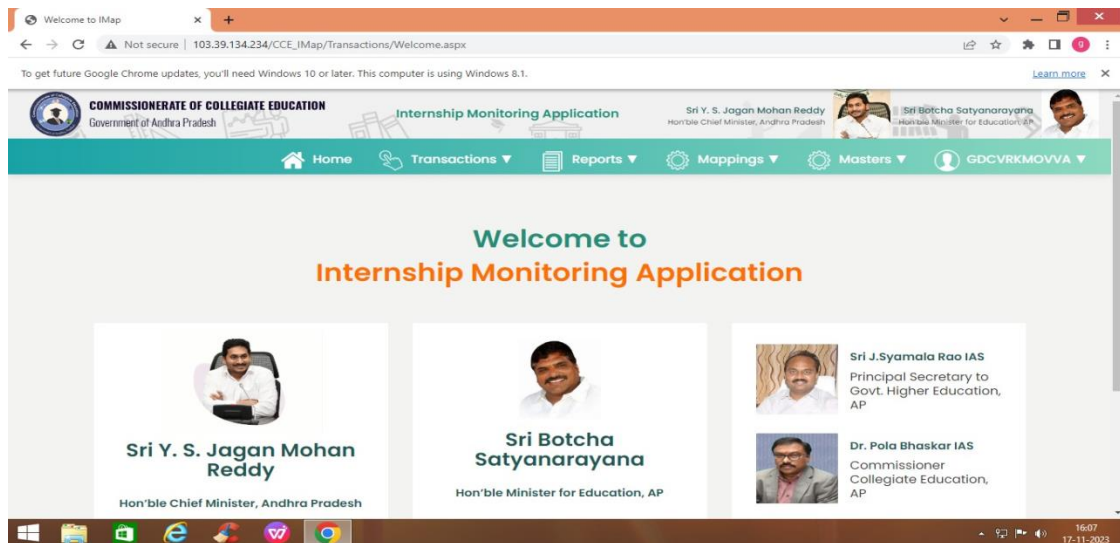 Welcome to IMap
Not secure | 103.39.134.234/CCE_IMap/Transactions/Welcome.aspx
To get future Google Chrome updates, you'll need Windows 10 or later. This computer is using Windows 8.1.
Learn more
COMMISSIONERATE OF COLLEGIATE EDUCATION
Government of Andhra Pradesh
Internship Monitoring Application
Sri Y. S. Jagan Mohan Reddy
Hon'ble Chief Minister, Andhra Pradesh
Sri Botcha Satyanarayana
Hon'ble Minister for Education, AP
Home
Transactions ▼
Reports ▼
Mappings ▼
Masters ▼
GDCVRKMOVVA ▼
Welcome to
Internship Monitoring Application
Sri Y. S. Jagan Mohan
Reddy
Hon'ble Chief Minister, Andhra Pradesh
Sri Botcha
Satyanarayana
Hon'ble Minister for Education, AP
Sri J.Syamala Rao IAS
Principal Secretary to
Govt. Higher Education,
AP
Dr. Pola Bhaskar IAS
Commissioner
Collegiate Education,
AP
16:07
17-11-2023